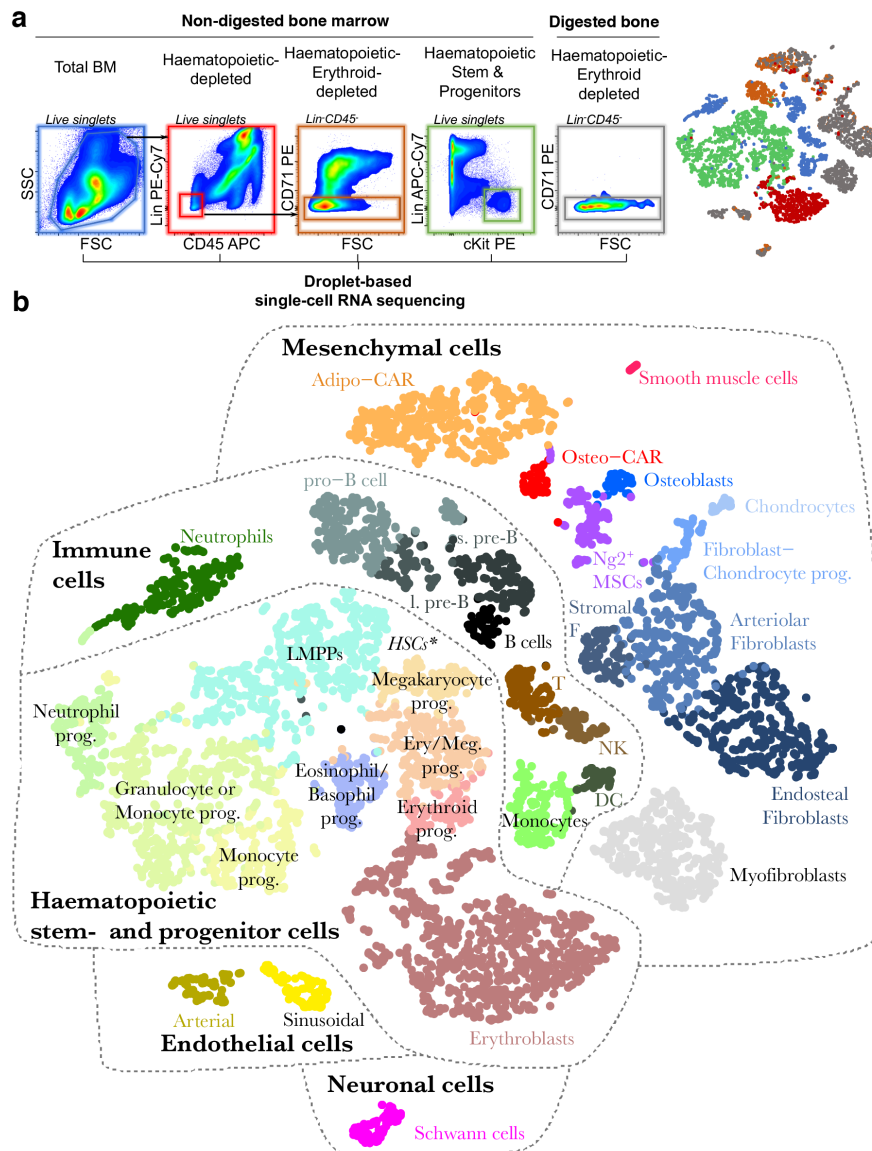 a
Non-digested bone marrow
Digested bone
Total BM
Haematopoietic-
depleted
Haematopoietic-
Erythroid-
depleted
Haematopoietic
Stem &
Progenitors
Haematopoietic-
Erythroid
depleted
Live singlets
Live singlets
Lin⁻CD45⁻
Live singlets
Lin⁻CD45⁻
SSC
Lin PE-Cy7
CD71 PE
Lin APC-Cy7
CD71 PE
FSC
CD45 APC
FSC
cKit PE
FSC
Droplet-based
single-cell RNA sequencing
b
Mesenchymal cells
Adipo-CAR
Smooth muscle cells
Osteo-CAR
Osteoblasts
Chondrocytes
Ng2⁺
MSCs
Fibroblast-
Chondrocyte prog.
Stromal
F.
Arteriolar
Fibroblasts
Endosteal
Fibroblasts
Myofibroblasts
Immune
cells
Neutrophils
pro-B cell
s. pre-B
l. pre-B
B cells
T
NK
DC
Monocytes
LMPPs
HSCs*
Megakaryocyte
prog.
Neutrophil
prog.
Ery/Meg.
prog.
Granulocyte or
Monocyte prog.
Eosinophil/
Basophil
prog.
Erythroid
prog.
Monocyte
prog.
Haematopoietic
stem- and progenitor cells
Erythroblasts
Arterial
Sinusoidal
Endothelial cells
Neuronal cells
Schwann cells